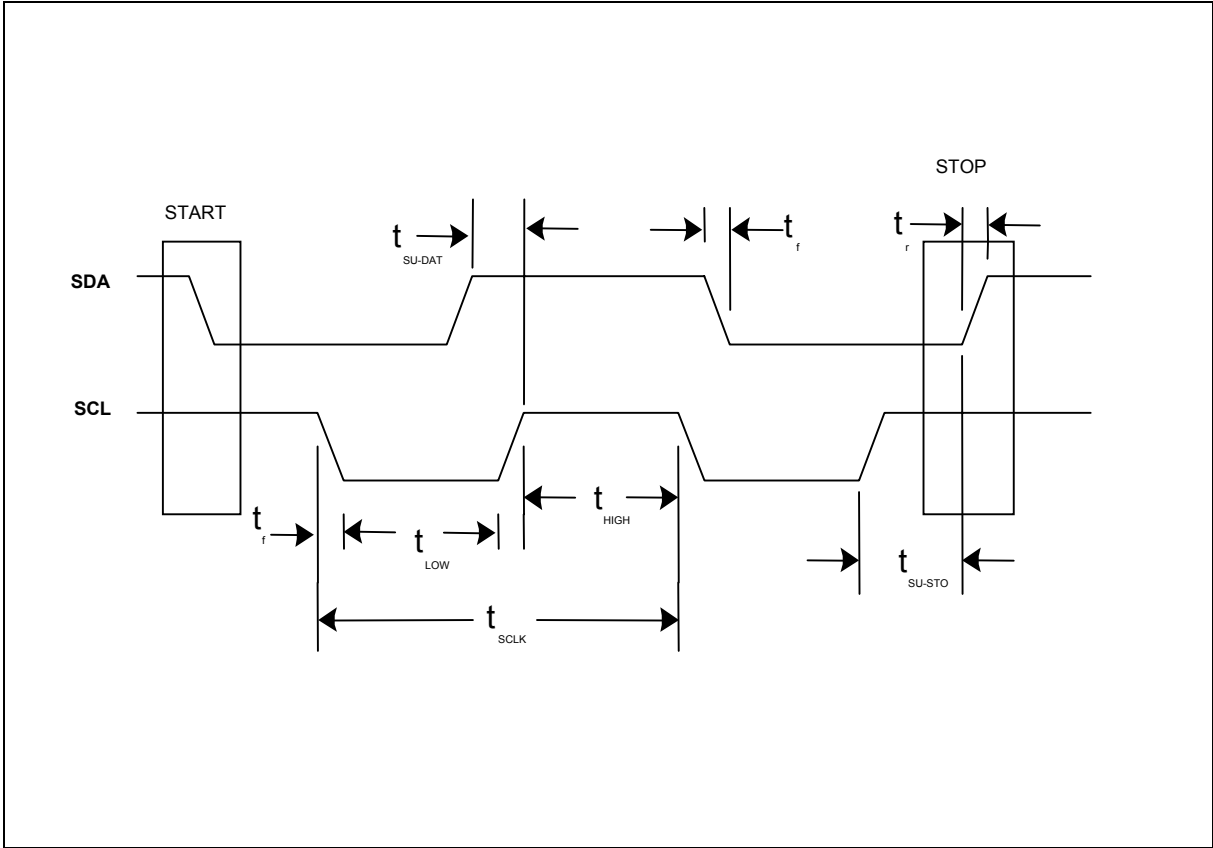 STOP
START
t SU-DAT
t f
t r
SDA
SCL
t HIGH
t f
t LOW
t SU-STO
t SCLK